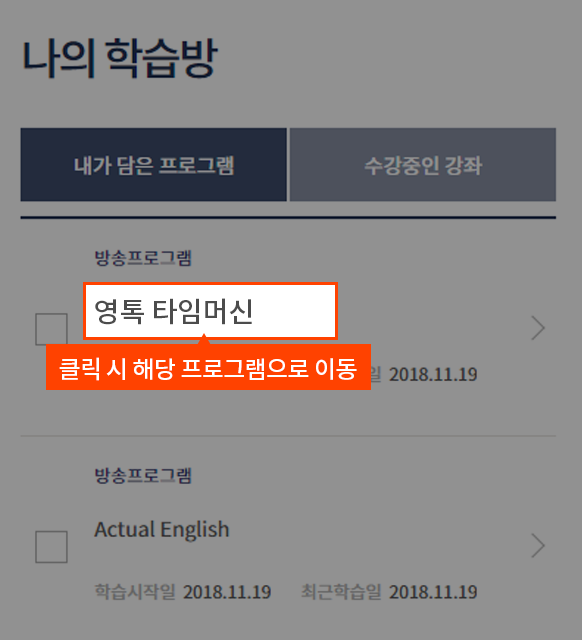 나의 학습방
내가 담은 프로그램 수강중인 강좌
방송프로그램
영톡 타임머신
클릭 시 해당 프로그램으로 이동
일 2018.11.19
방송프로그램
Actual English
학습시작일 2018.11.19 최근학습일 2018.11.19